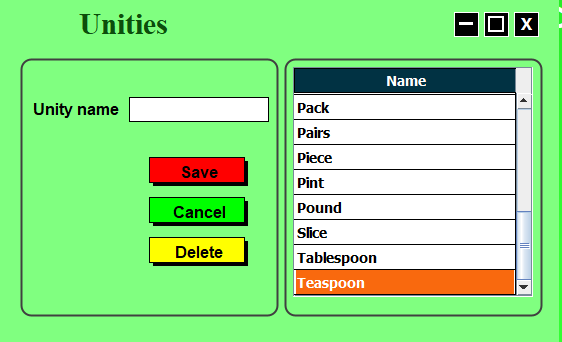 Unities
X
Unity name
Save
Cancel
Delete
Name
Pack
Pairs
Piece
Pint
Pound
Slice
Tablespoon
Teaspoon